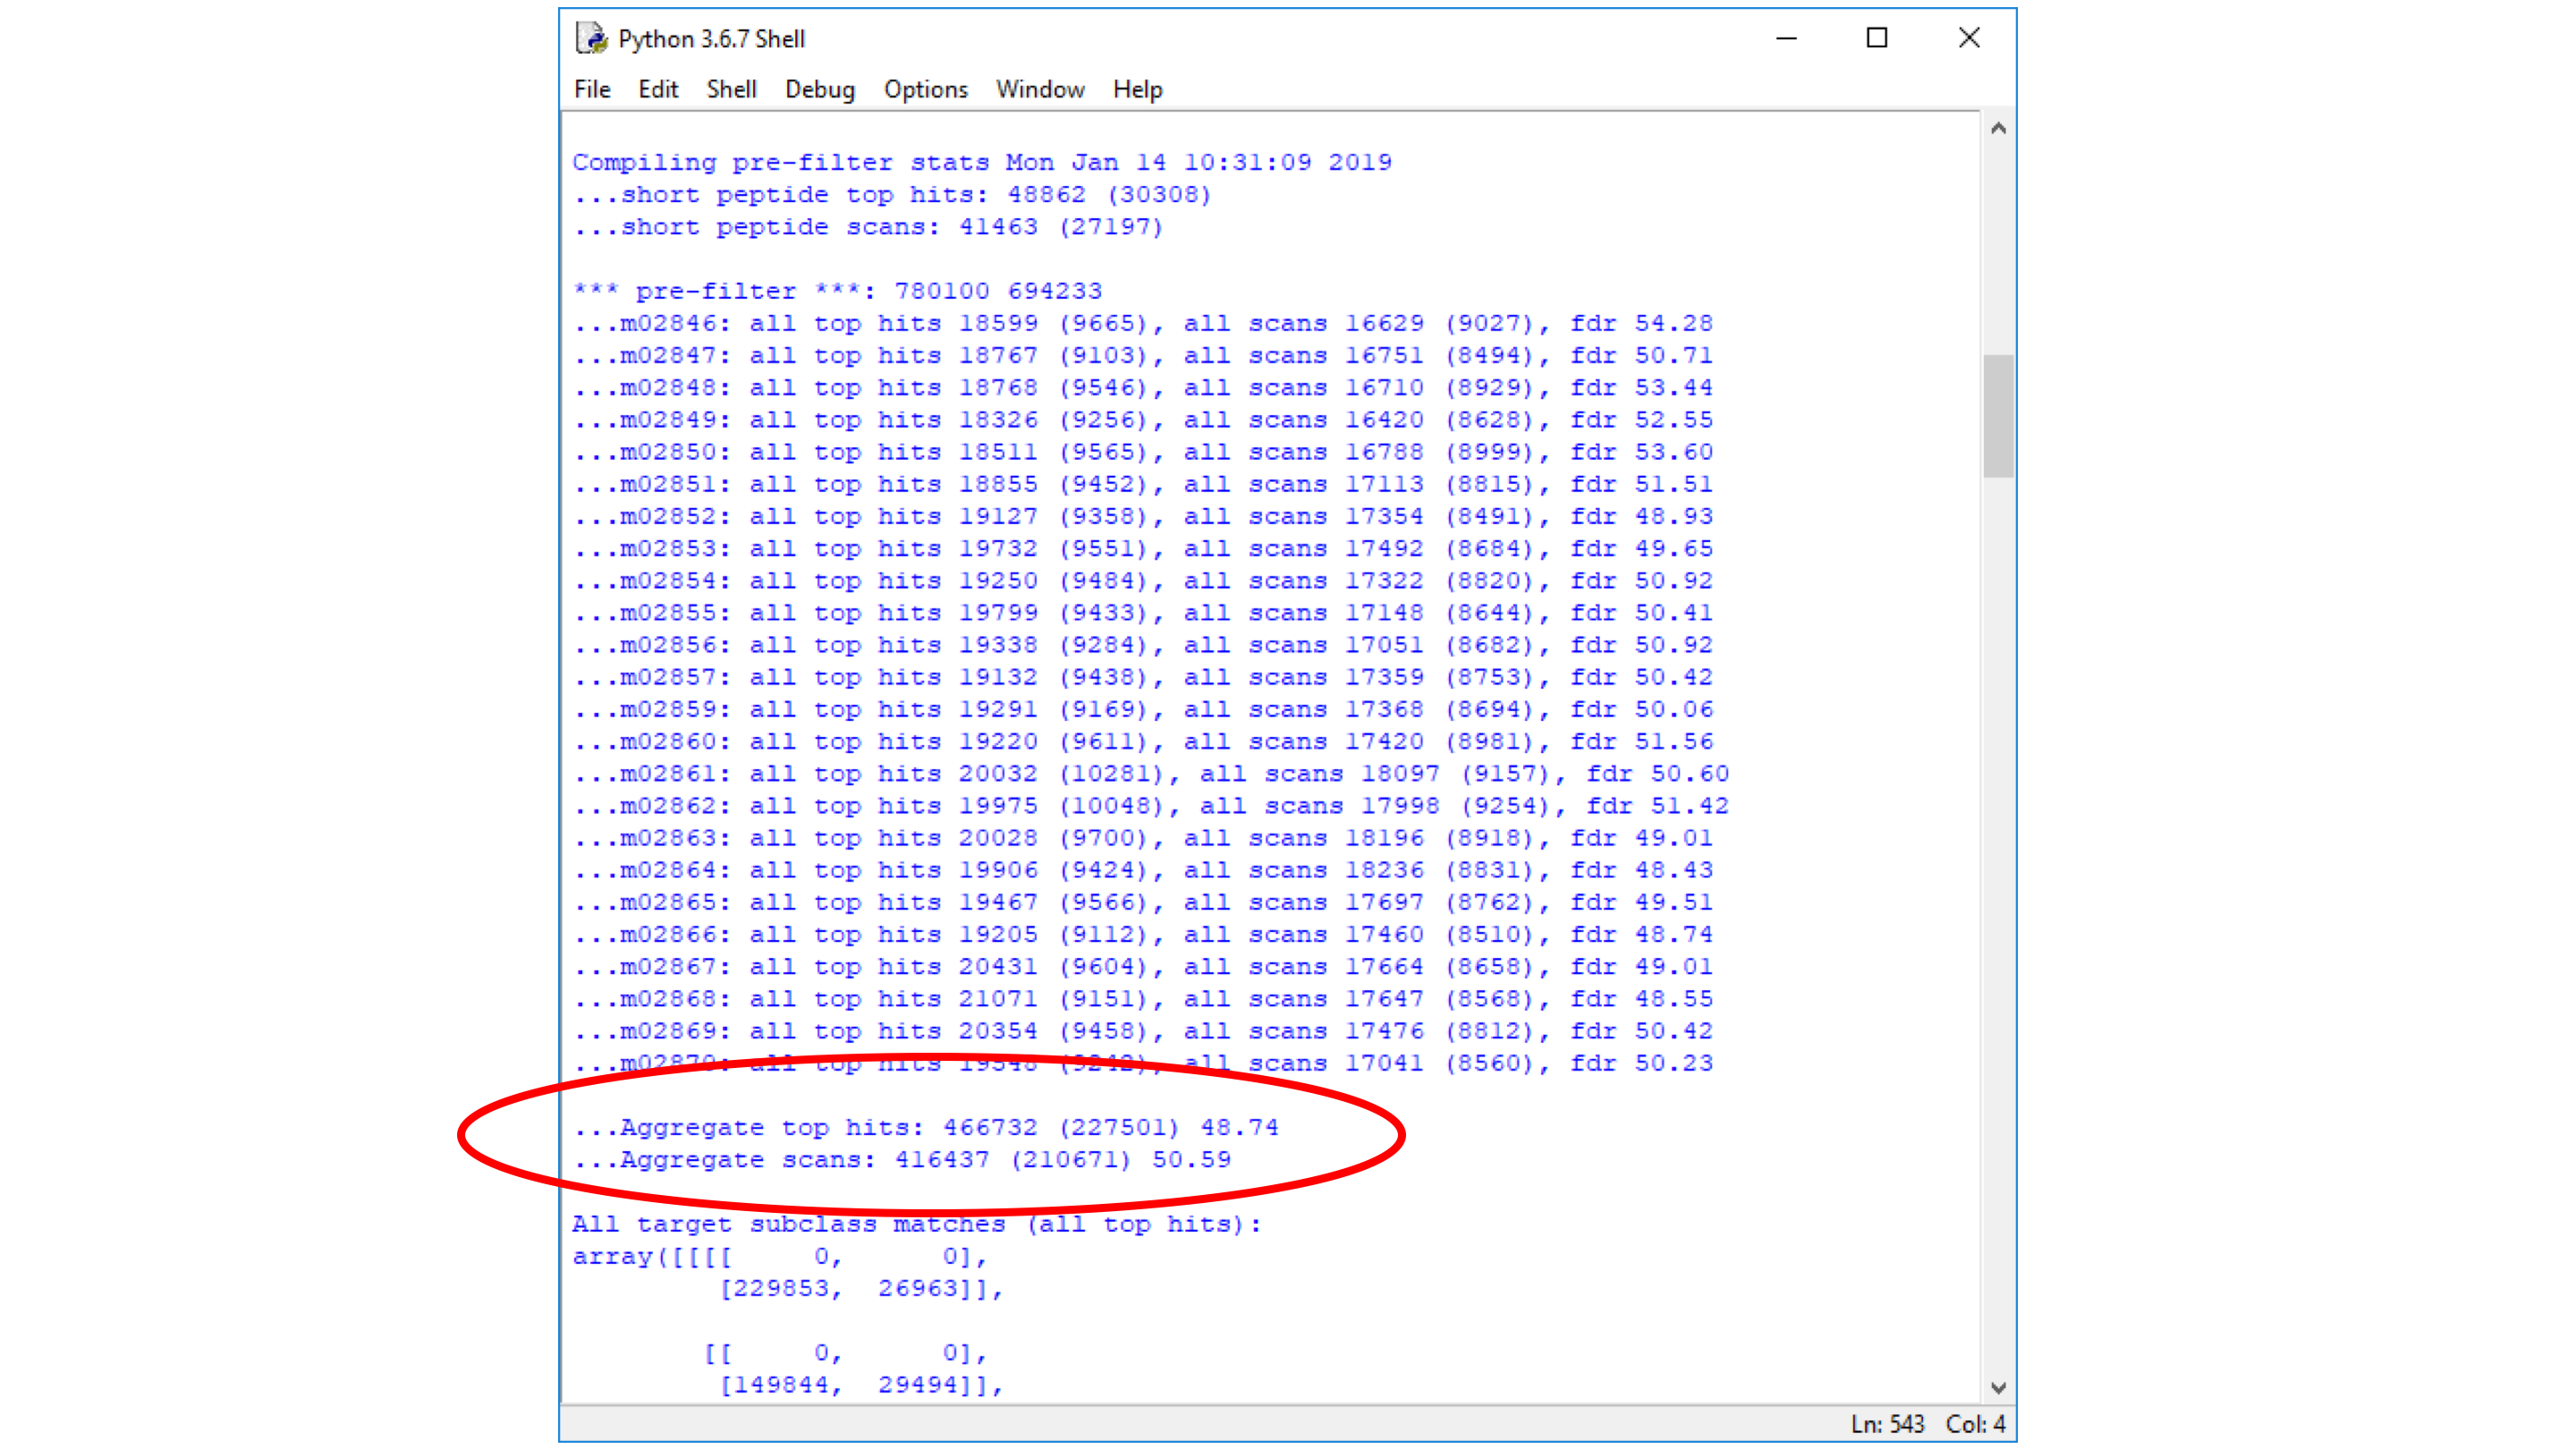 Python 3.6.7 Shell
File Edit Shell Debug Options Window Help
Compiling pre-filter stats Mon Jan 14 10:31:09 2019
...short peptide top hits: 48862 (30308)
...short peptide scans: 41463 (27197)
*** pre-filter ***: 780100 694233
...m02846: all top hits 18599 (9665), all scans 16629 (9027), fdr 54.28
...m02847: all top hits 18767 (9103), all scans 16751 (8494), fdr 50.71
...m02848: all top hits 18768 (9546), all scans 16710 (8929), fdr 53.44
...m02849: all top hits 18326 (9256), all scans 16420 (8628), fdr 52.55
...m02850: all top hits 18511 (9565), all scans 16788 (8999), fdr 53.60
...m02851: all top hits 18855 (9452), all scans 17113 (8815), fdr 51.51
...m02852: all top hits 19127 (9358), all scans 17354 (8491), fdr 48.93
...m02853: all top hits 19732 (9551), all scans 17492 (8684), fdr 49.65
...m02854: all top hits 19250 (9484), all scans 17322 (8820), fdr 50.92
...m02855: all top hits 19799 (9433), all scans 17148 (8644), fdr 50.41
...m02856: all top hits 19338 (9284), all scans 17051 (8682), fdr 50.92
...m02857: all top hits 19132 (9438), all scans 17359 (8753), fdr 50.42
...m02859: all top hits 19291 (9169), all scans 17368 (8694), fdr 50.06
...m02860: all top hits 19220 (9611), all scans 17420 (8981), fdr 51.56
...m02861: all top hits 20032 (10281), all scans 18097 (9157), fdr 50.60
...m02862: all top hits 19975 (10048), all scans 17998 (9254), fdr 51.42
...m02863: all top hits 20028 (9700), all scans 18196 (8918), fdr 49.01
...m02864: all top hits 19906 (9424), all scans 18236 (8831), fdr 48.43
...m02865: all top hits 19467 (9566), all scans 17697 (8762), fdr 49.51
...m02866: all top hits 19205 (9112), all scans 17460 (8510), fdr 48.74
...m02867: all top hits 20431 (9604), all scans 17664 (8658), fdr 49.01
...m02868: all top hits 21071 (9151), all scans 17647 (8568), fdr 48.55
...m02869: all top hits 20354 (9458), all scans 17476 (8812), fdr 50.42
...m02870: all top hits 19548 (9242), all scans 17041 (8560), fdr 50.23
...Aggregate top hits: 466732 (227501) 48.74
...Aggregate scans: 416437 (210671) 50.59
All target subclass matches (all top hits):
array([[[[ 0, 0],
[229853, 26963]],
[[ 0, 0],
[149844, 29494]],
Ln: 543 Col: 4